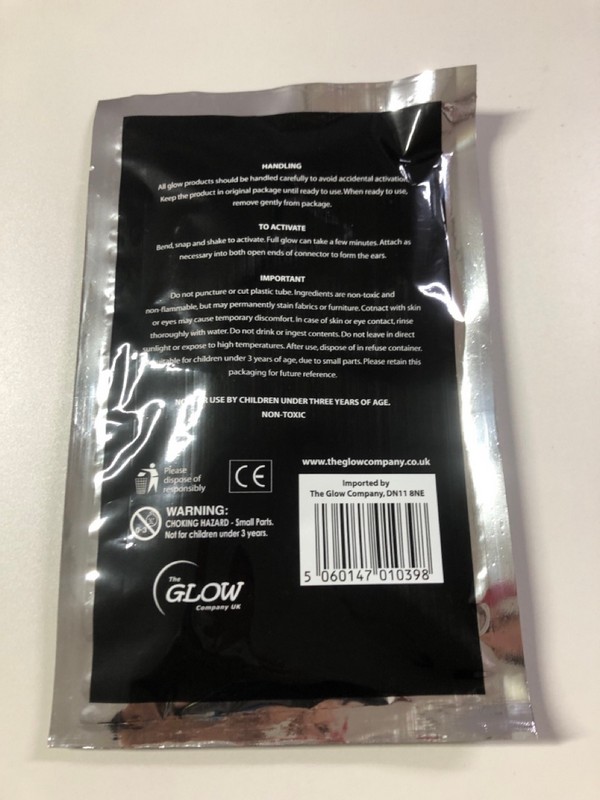 HANDLING
All glow products should be handled carefully to avoid accidental activation.
Keep the product in original package until ready to use. When ready to use,
remove gently from package.
TO ACTIVATE
Bend, snap and shake to activate. Full glow can take a few minutes. Attach as
necessary into both open ends of connector to form the ears.
IMPORTANT
Do not puncture or cut plastic tube. Ingredients are non-toxic and
non-flammable, but may permanently stain fabrics or furniture. Cotnact with skin
or eyes may cause temporary discomfort. In case of skin or eye contact, rinse
thoroughly with water. Do not drink or ingest contents. Do not leave in direct
sunlight or expose to high temperatures. After use, dispose of in refuse container.
for children under 3 years of age, due to small parts. Please retain this
packaging for future reference.
USE BY CHILDREN UNDER THREE YEARS OF AGE.
NON-TOXIC
Please
dispose of
responsibly
CE
WARNING:
CHOKING HAZARD - Small Parts.
Not for children under 3 years.
The
GLOW
Company UK
www.theglowcompany.co.uk
Imported by
The Glow Company, DN11 8NE
5 060147 010398